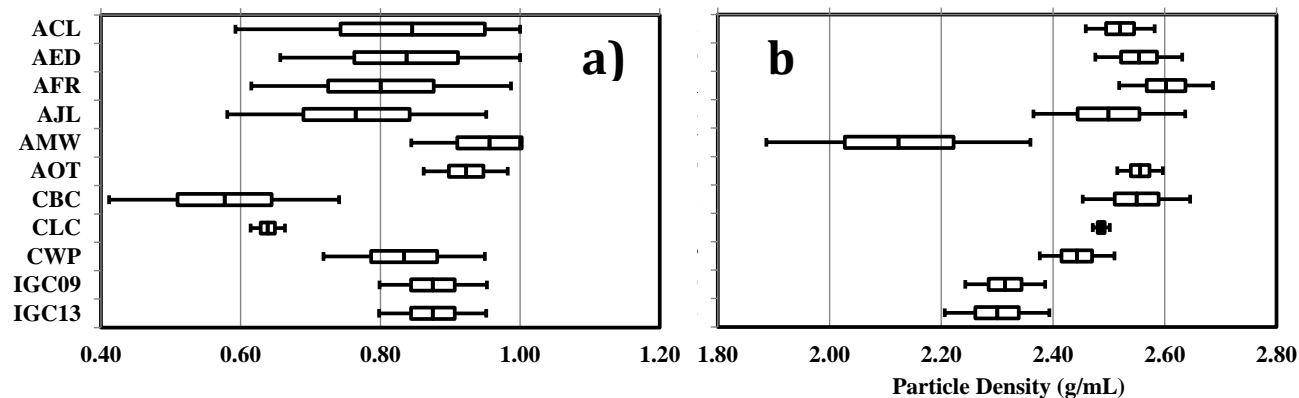 ACL
AED
AFR
AJL
AMW
AOT
CBC
CLC
CWP
IGC09
IGC13
a)
b
0.40 0.60 0.80 1.00 1.20
1.80 2.00 2.20 2.40 2.60 2.80
Particle Density (g/mL)